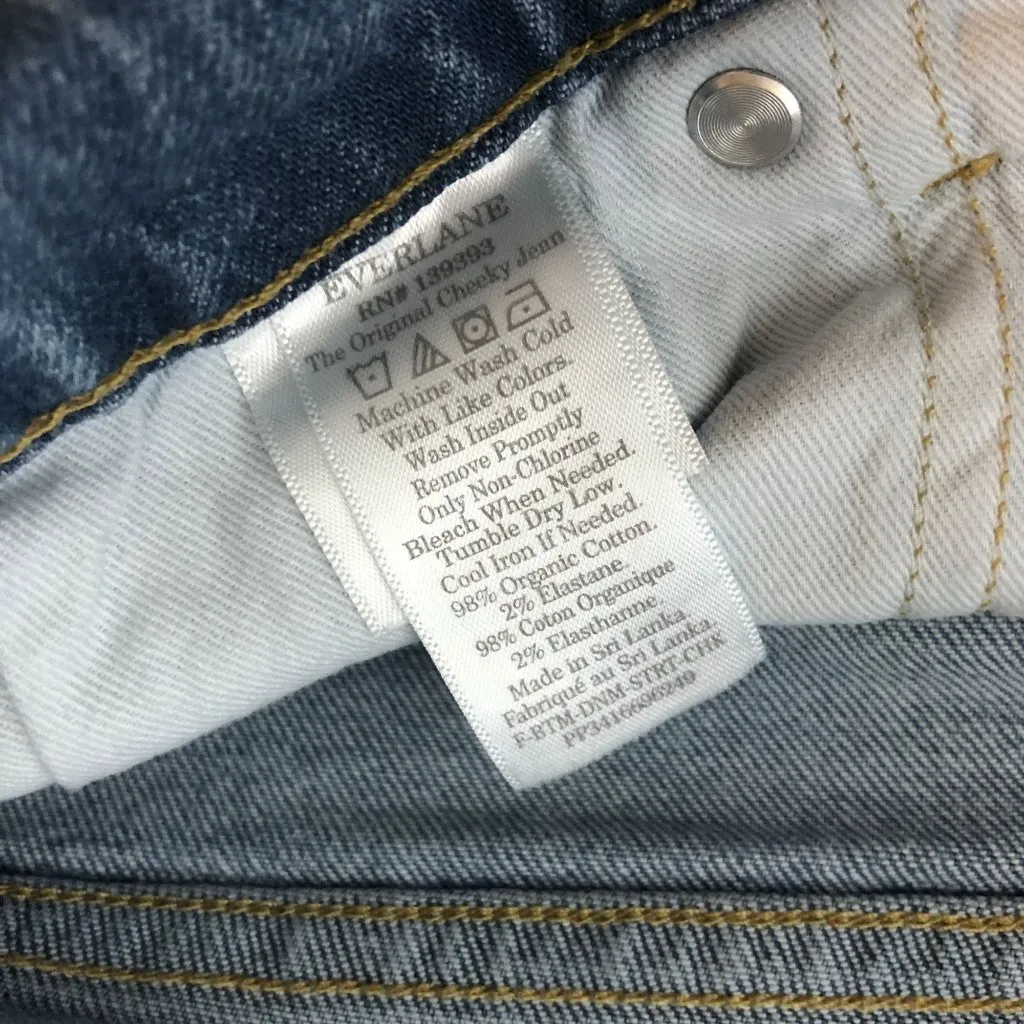 EVERLANE
RN# 139393
The Original Cheeky Jean
Machine Wash Cold
With Like Colors.
Wash Inside Out
Remove Promptly
Only Non-Chlorine
Bleach When Needed.
Tumble Dry Low.
Cool Iron If Needed.
98% Organic Cotton.
2% Elastane
98% Coton Organique
2% Elasthanne.
Made in Sri Lanka.
Fabriqué au Sri Lanka.
F-BTM-DNM-STRT-CHK